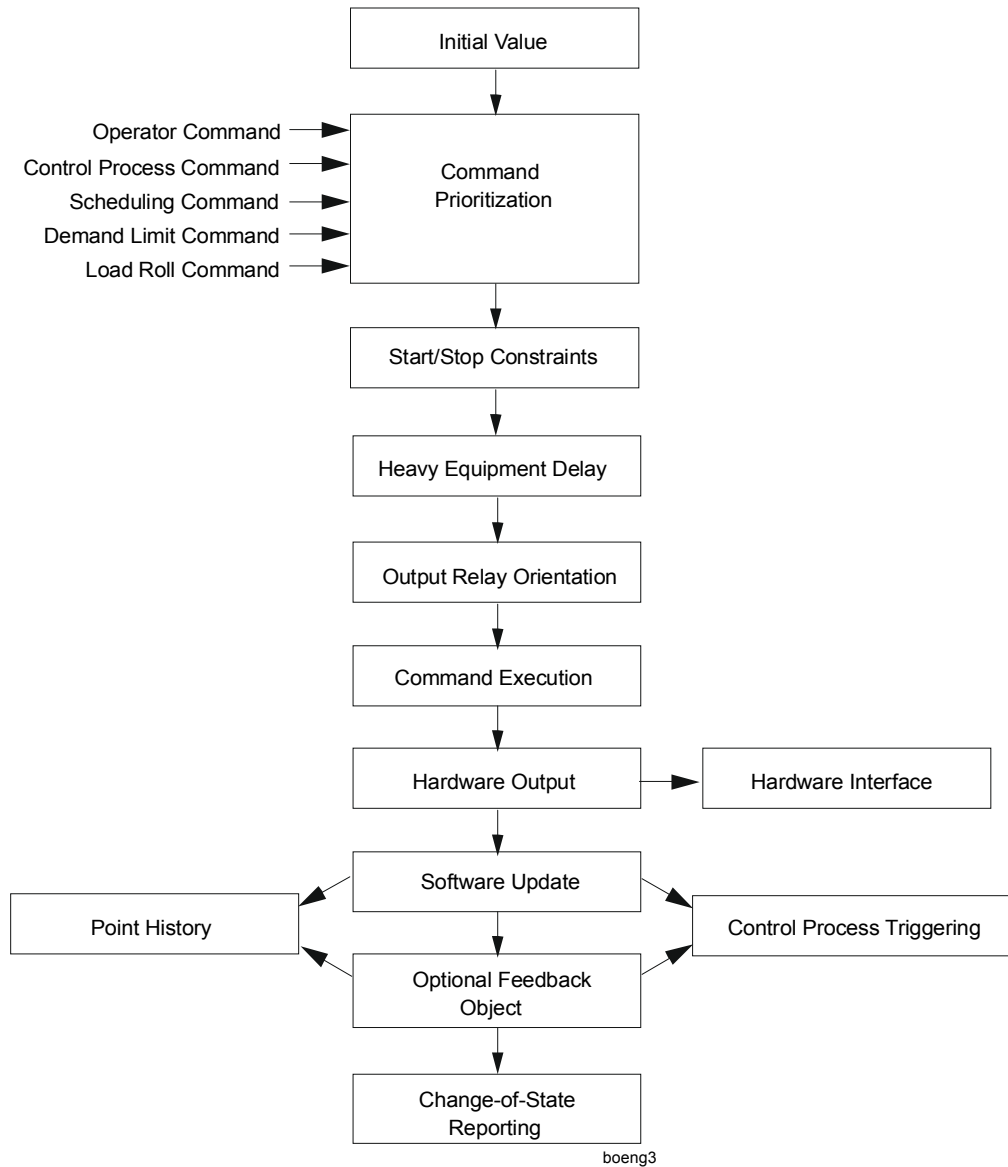 Initial Value
Operator Command
Control Process Command
Scheduling Command
Demand Limit Command
Load Roll Command
Command
Prioritization
Start/Stop Constraints
Heavy Equipment Delay
Output Relay Orientation
Command Execution
Hardware Output
Hardware Interface
Software Update
Point History
Control Process Triggering
Optional Feedback
Object
Change-of-State
Reporting
boeng3